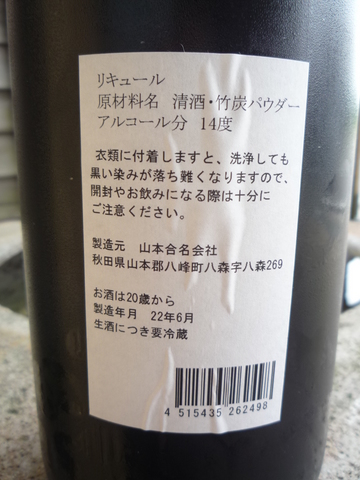 リキュール
原材料名　清酒・竹炭パウダー
アルコール分　14度
衣類に付着しますと、洗浄しても
黒い染みが落ち難くなりますので、
開封やお飲みになる際は十分に
ご注意ください。
製造元　山本合名会社
秋田県山本郡八峰町八森字八森269
お酒は20歳から
製造年月　22年6月
生酒につき要冷蔵
4 515435 262498